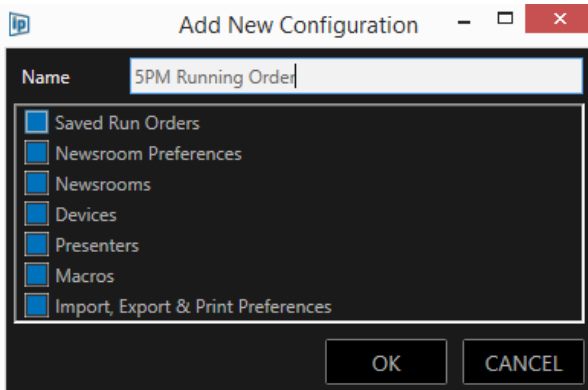 ip Add New Configuration
Name 5PM Running Order
Saved Run Orders
Newsroom Preferences
Newsrooms
Devices
Presenters
Macros
Import, Export & Print Preferences
OK CANCEL